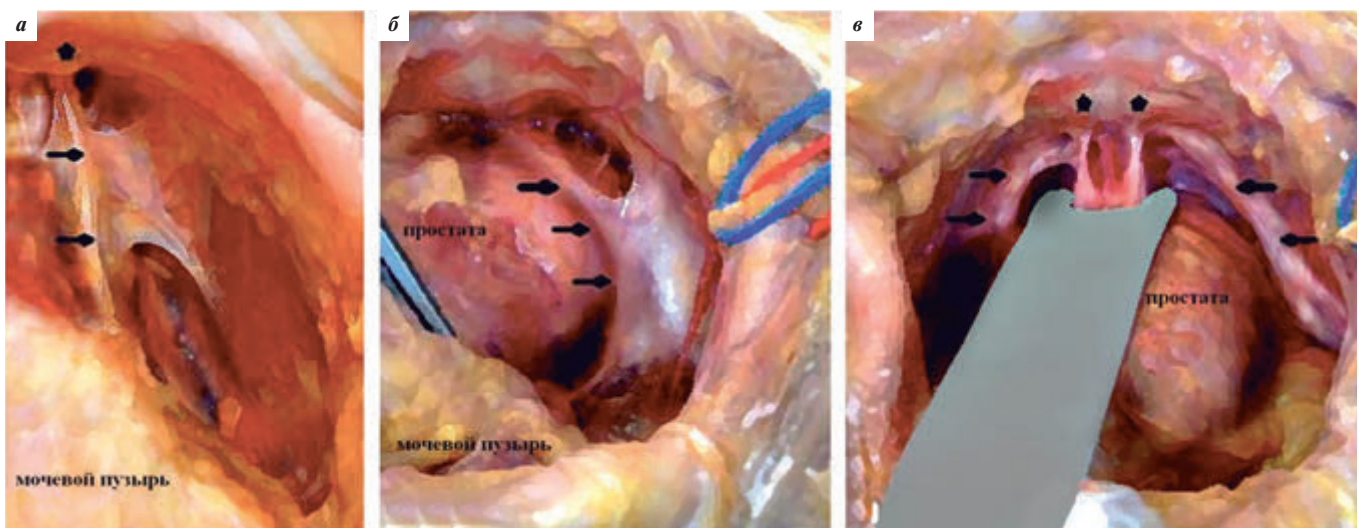 а
мочевой пузырь
б
простата
мочевой пузырь
в
простата